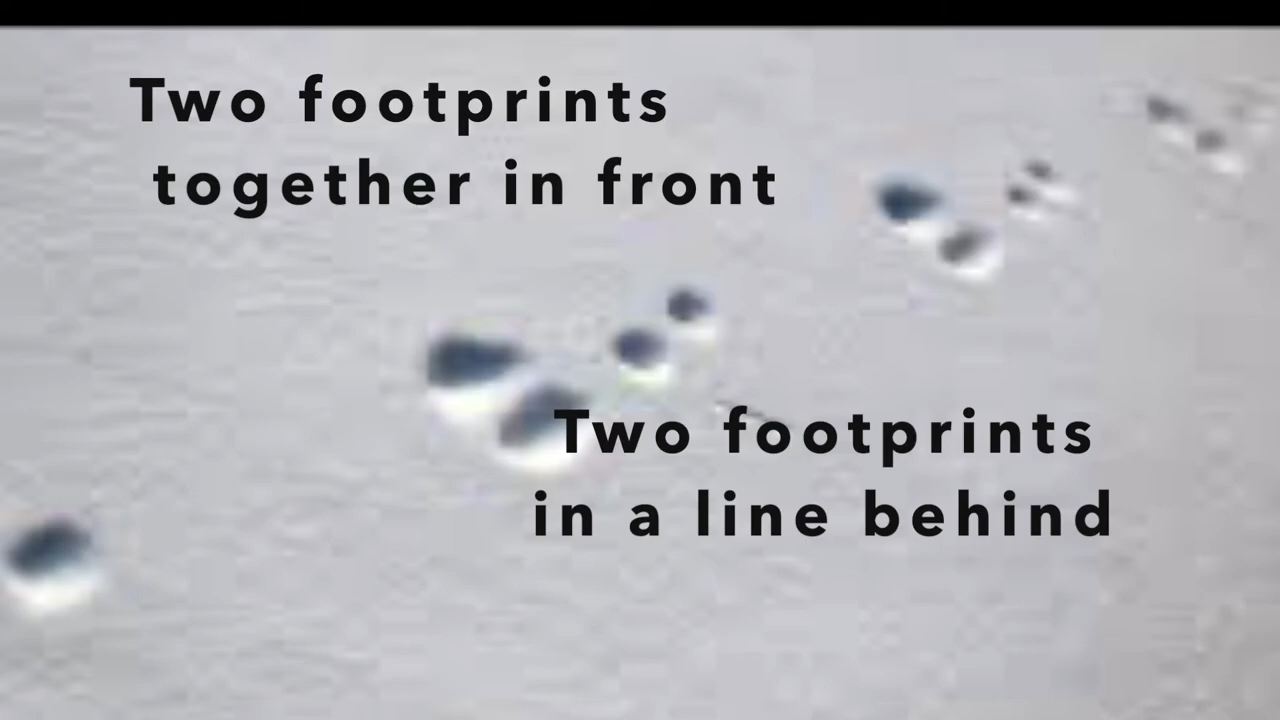 Two footprints
together in front
Two footprints
in a line behind